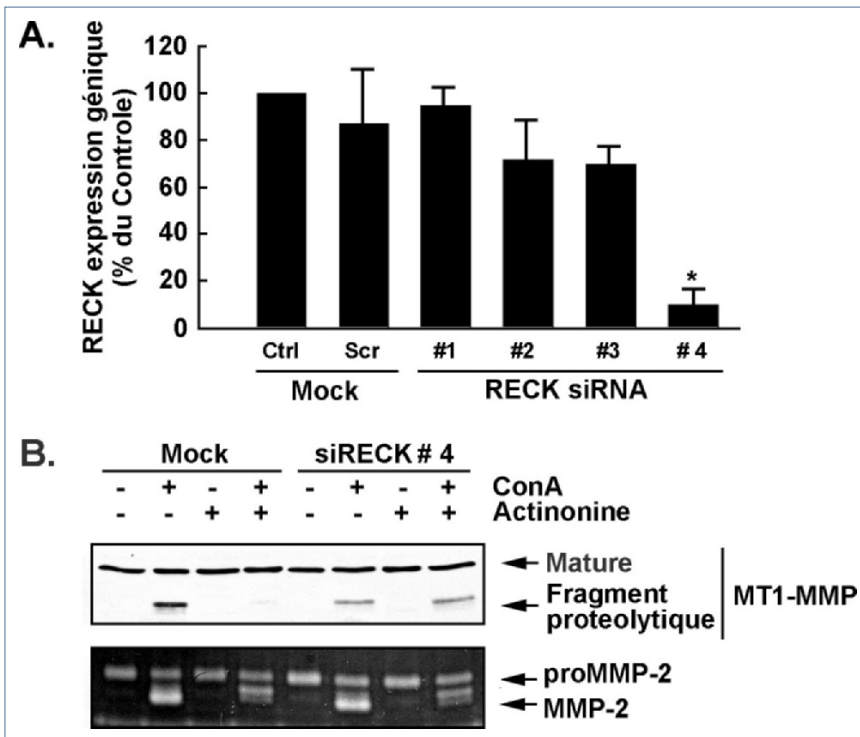 A.
RECK expression génique
(% du Controle)
120
100
80
60
40
20
0
*
Ctrl Scr #1 #2 #3 # 4
Mock RECK siRNA
B.
Mock siRECK # 4
- + - + - + - + ConA
- - + + - - + + Actinonine
Mature
Fragment
proteolytique
MT1-MMP
proMMP-2
MMP-2